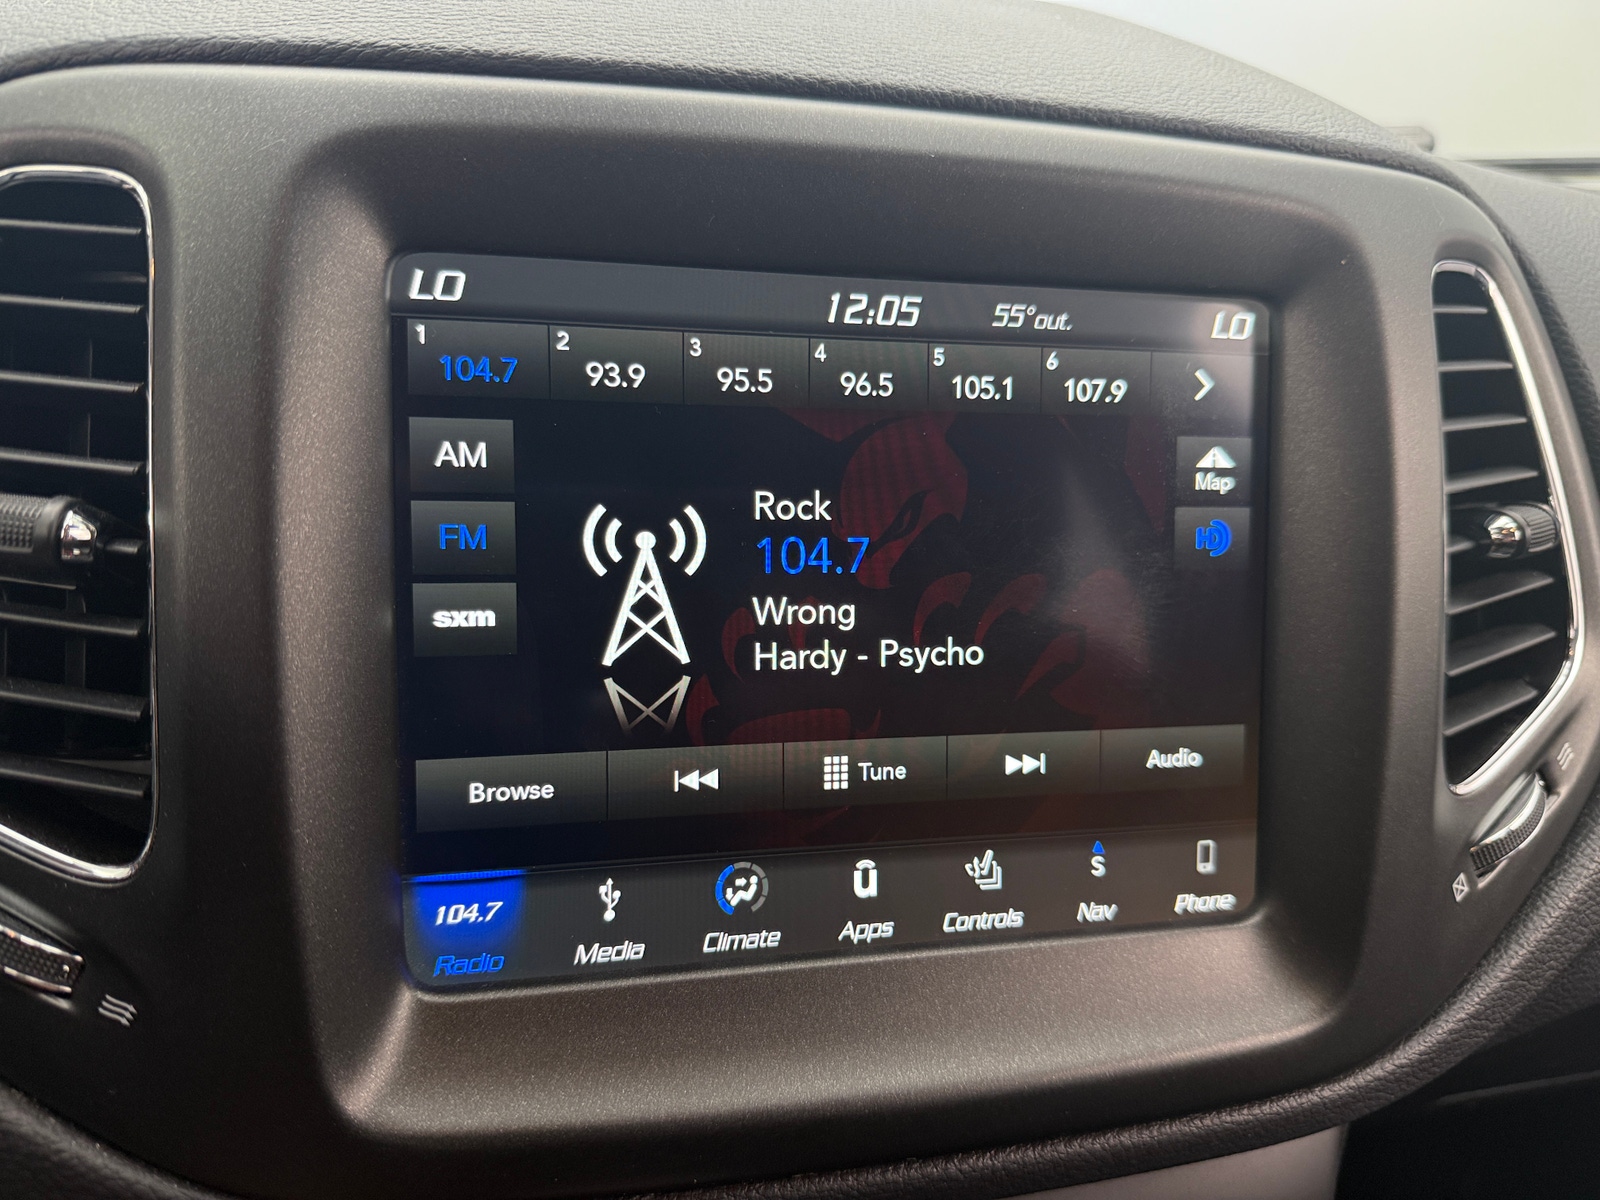 LO 12:05 55°out. LO
1 104.7 2 93.9 3 95.5 4 96.5 5 105.1 6 107.9
AM
Map
FM
HD
sxm
Rock
104.7
Wrong
Hardy - Psycho
Browse Tune Audio
104.7 S
Radio Media Climate Apps Controls Nav Phone